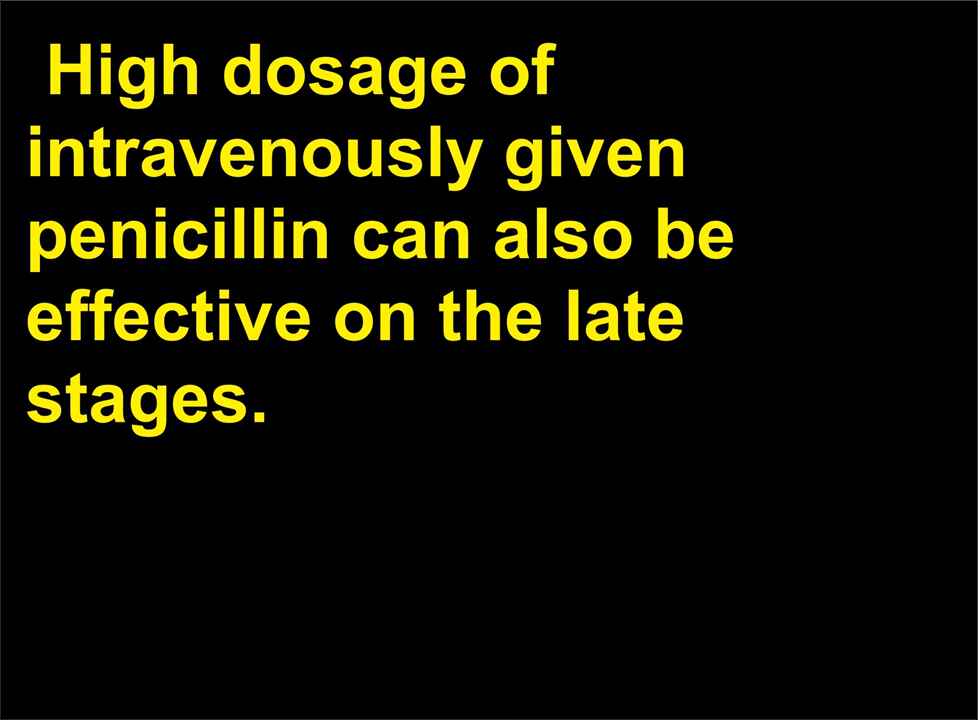 High dosage of
intravenously given
penicillin can also be
effective on the late
stages.